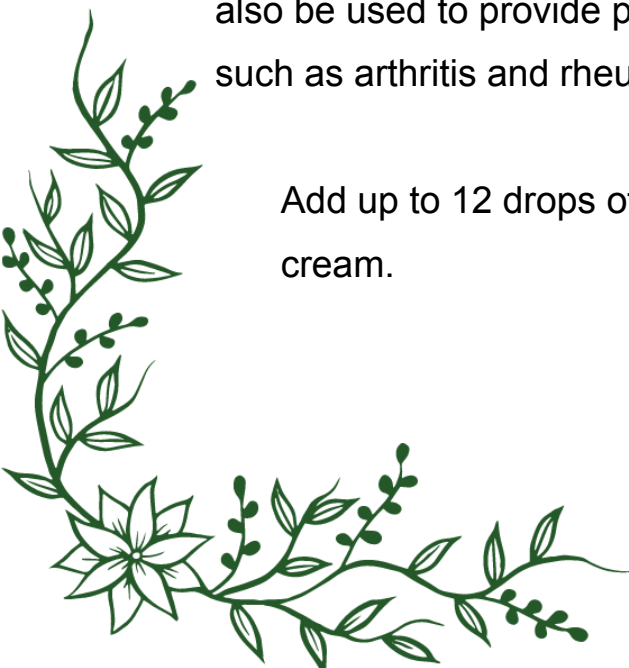 also be used to provide p
such as arthritis and rheu
Add up to 12 drops of
cream.